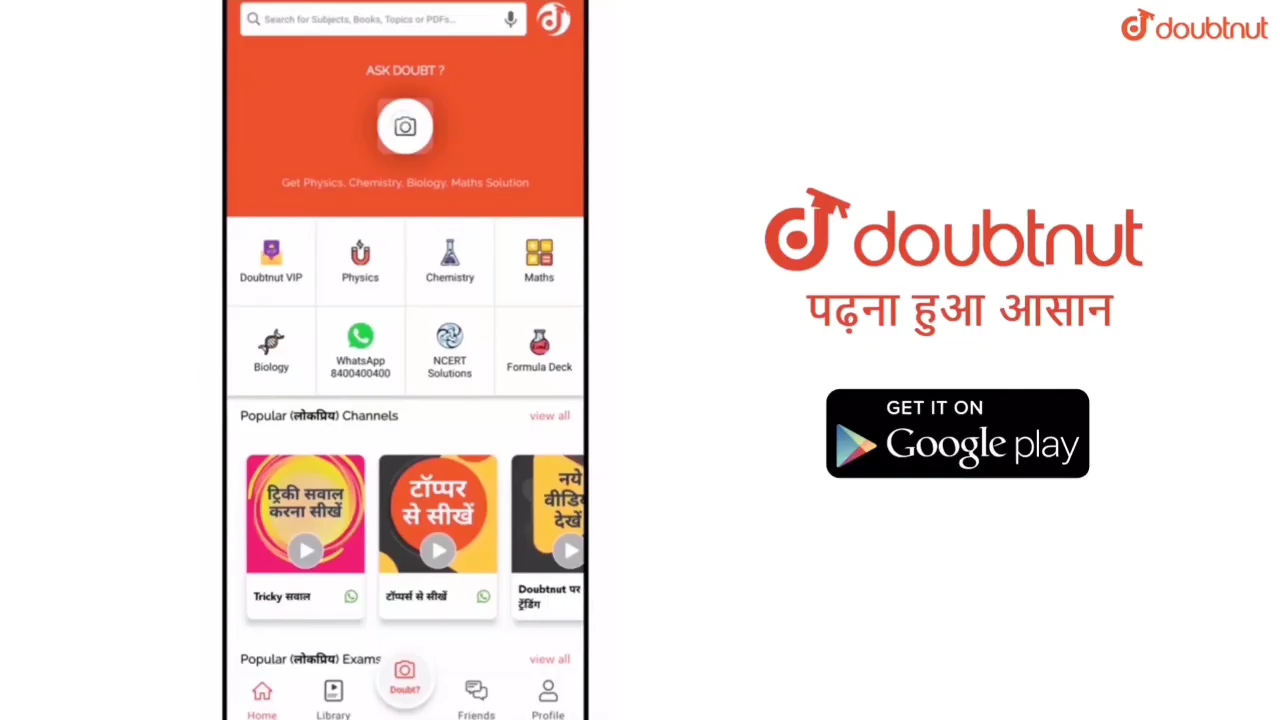 Search for Subjects, Books, Topics or PDFs...
doubtnut
ASK DOUBT ?
Get Physics, Chemistry, Biology, Maths Solution
Doubtnut VIP
Physics
Chemistry
Maths
Biology
WhatsApp
8400400400
NCERT
Solutions
Formula Deck
Popular (लोकप्रिय) Channels
view all
ट्रिकी सवाल
करना सीखें
टॉप्पर
से सीखें
नये
वीडि
देखें
Tricky सवाल
टॉप्पर्स से सीखें
Doubtnut पर
ट्रेंडिंग
Popular (लोकप्रिय) Exams
view all
Doubt?
Home
Library
Friends
Profile
doubtnut
पढ़ना हुआ आसान
GET IT ON
Google play